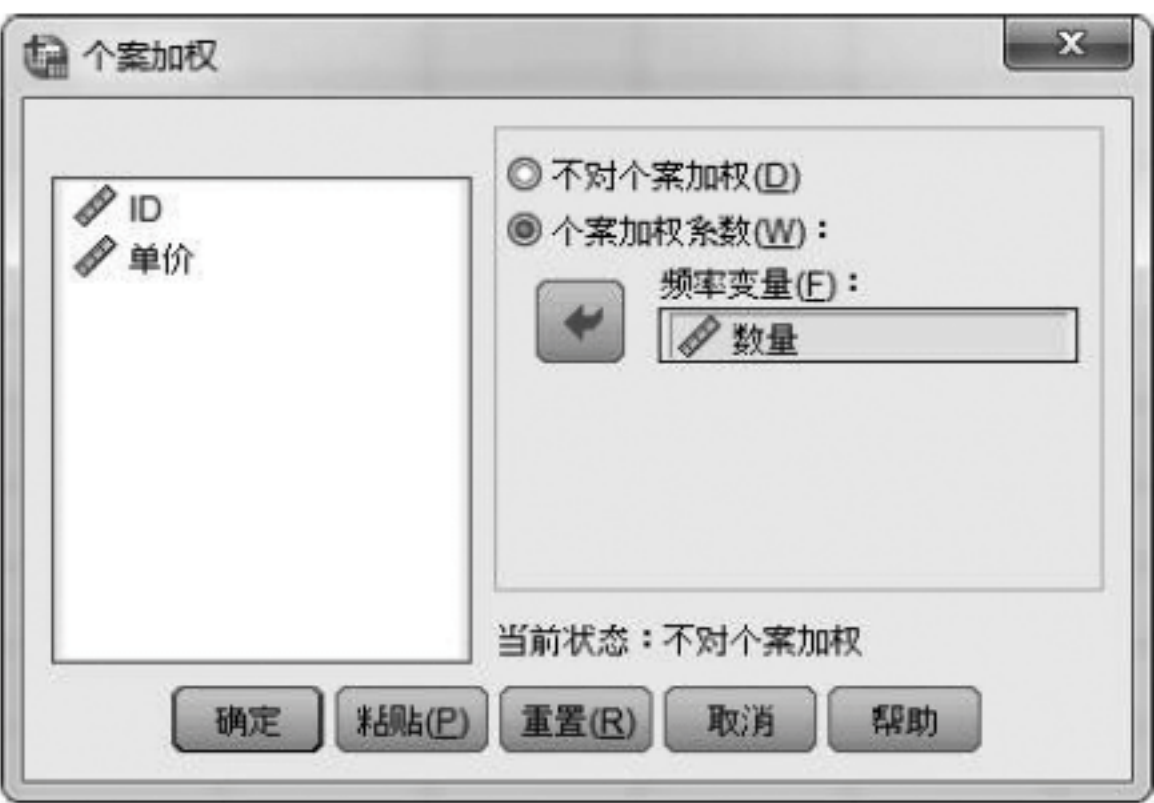 个案加权
ID
单价
不对个案加权(D)
个案加权系数(W)：
频率变量(F)：
数量
当前状态：不对个案加权
确定
粘贴(P)
重置(R)
取消
帮助